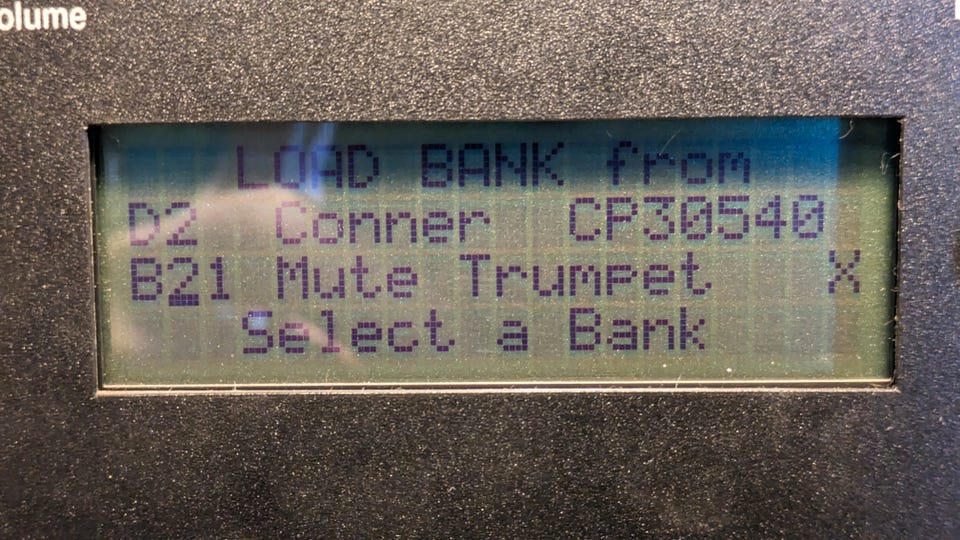 olume
LOAD BANK from
D2 Conner CP30540
B21 Mute Trumpet X
Select a Bank